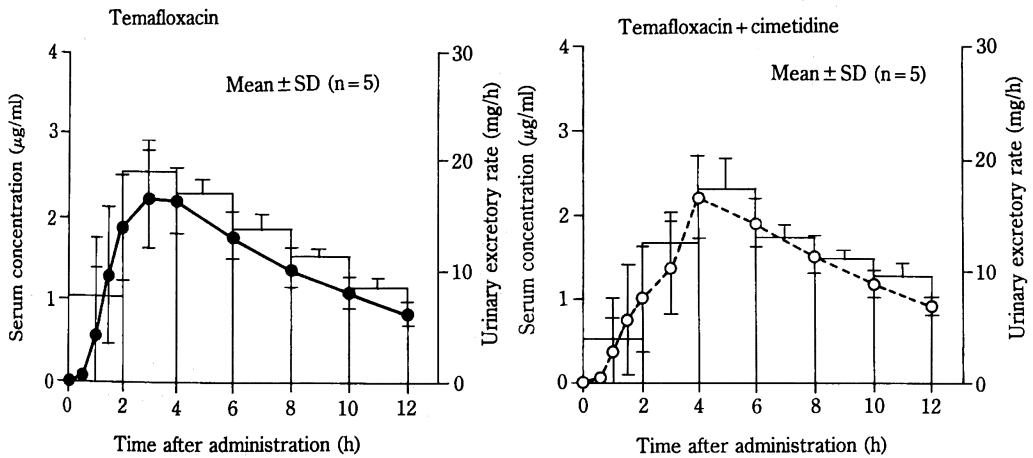 Temafloxacin
Mean ± SD (n=5)
Serum concentration (μg/ml)
4
3
2
1
0
Urinary excretory rate (mg/h)
30
20
10
0
0 2 4 6 8 10 12
Time after administration (h)
Temafloxacin + cimetidine
Mean ± SD (n=5)
Serum concentration (μg/ml)
4
3
2
1
0
Urinary excretory rate (mg/h)
30
20
10
0
0 2 4 6 8 10 12
Time after administration (h)